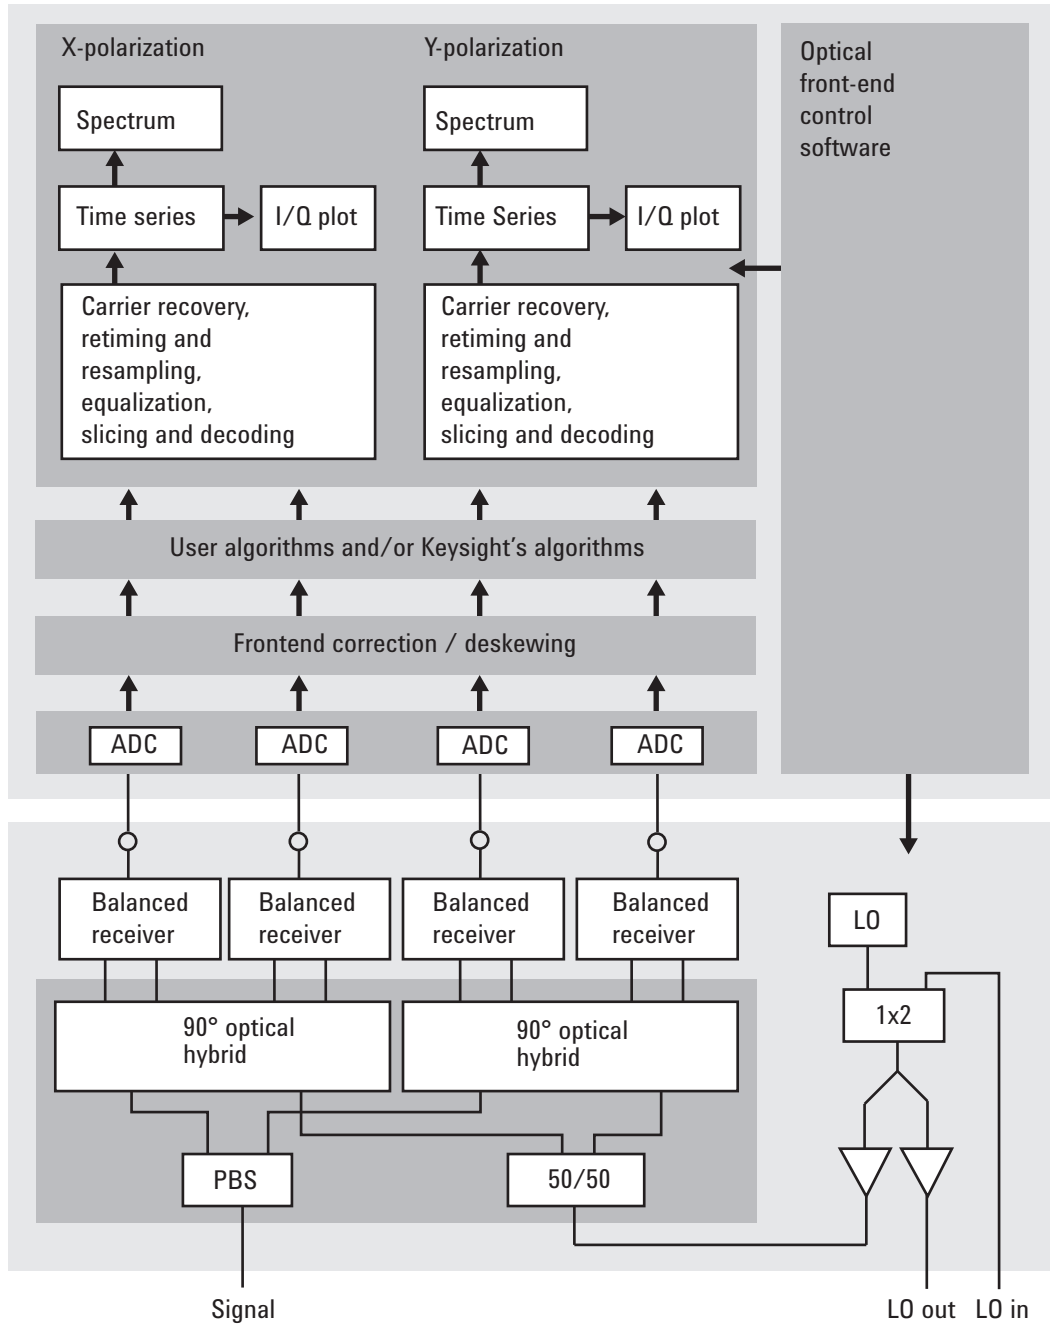 X-polarization
Y-polarization
Optical
front-end
control
software
Spectrum
Spectrum
Time series
I/Q plot
Time Series
I/Q plot
Carrier recovery,
retiming and
resampling,
equalization,
slicing and decoding
Carrier recovery,
retiming and
resampling,
equalization,
slicing and decoding
User algorithms and/or Keysight's algorithms
Frontend correction / deskewing
ADC
ADC
ADC
ADC
Balanced
receiver
Balanced
receiver
Balanced
receiver
Balanced
receiver
LO
1x2
90° optical
hybrid
90° optical
hybrid
PBS
50/50
Signal
LO out
LO in